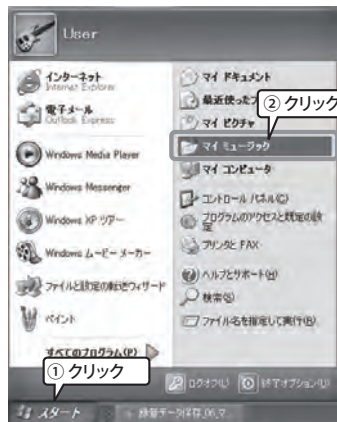 User
インターネット
Internet Explorer
電子メール
Outlook Express
Windows Media Player
Windows Messenger
Windows XP ツアー
Windows ムービー メーカー
ファイルと設定の転送ウィザード
ペイント
すべてのプログラム(P)
① クリック
マイ ドキュメント
最近使ったフ
② クリック
マイ ピクチャ
マイ ミュージック
マイ コンピュータ
コントロール パネル(C)
プログラムのアクセスと既定の設
定
プリンタと FAX
ヘルプとサポート(H)
検索(S)
ファイル名を指定して実行(R)
ログオフ(L)
終了オプション(U)
スタート